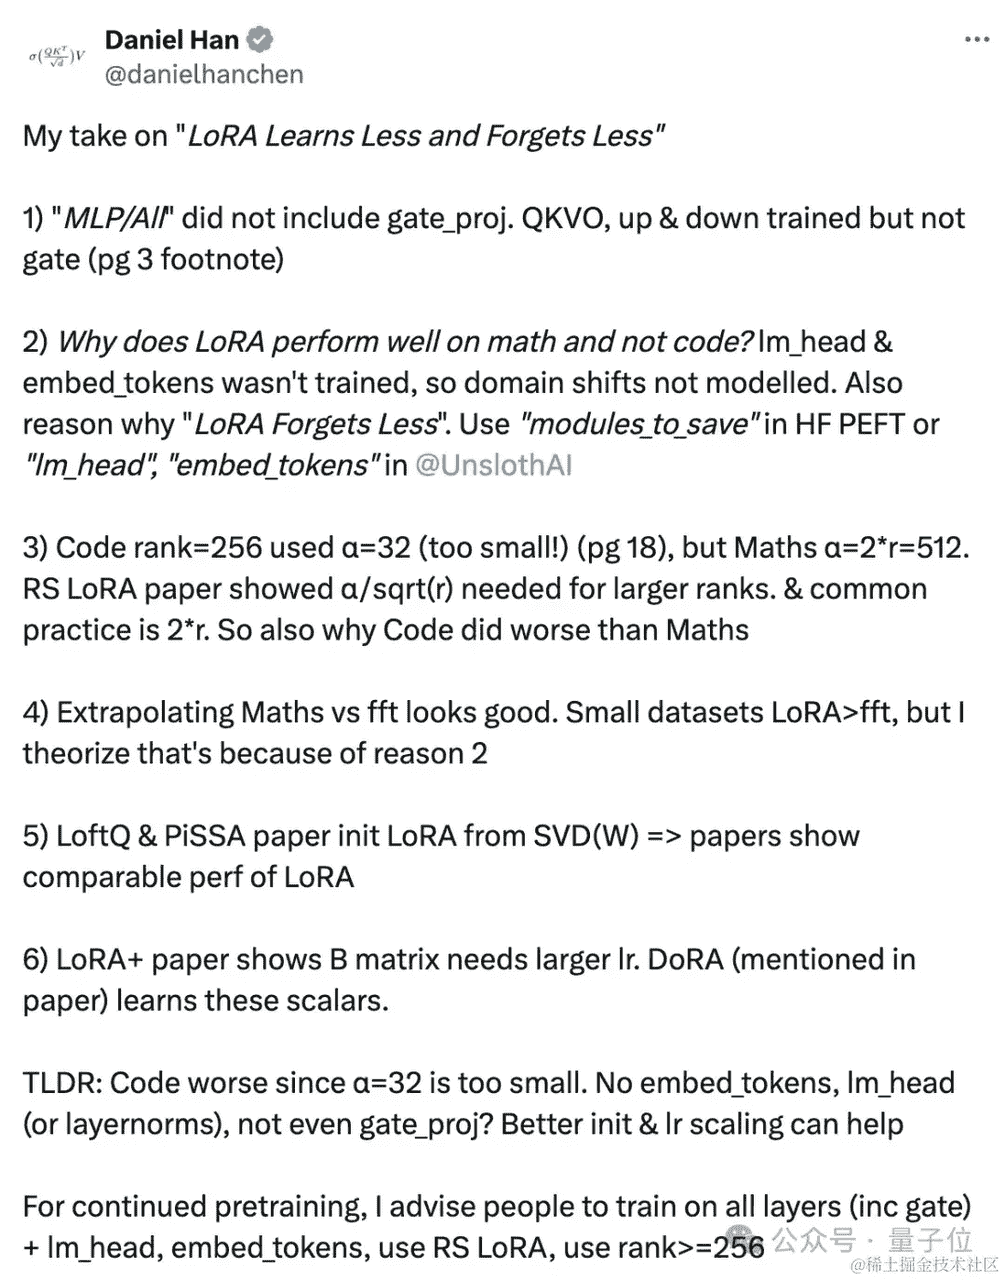 σ(QKᵀ/√d)V
Daniel Han
@danielhanchen
My take on "LoRA Learns Less and Forgets Less"
1) "MLP/All" did not include gate_proj. QKVO, up & down trained but not
gate (pg 3 footnote)
2) Why does LoRA perform well on math and not code? lm_head &
embed_tokens wasn't trained, so domain shifts not modelled. Also
reason why "LoRA Forgets Less". Use "modules_to_save" in HF PEFT or
"lm_head", "embed_tokens" in @UnslothAI
3) Code rank=256 used α=32 (too small!) (pg 18), but Maths α=2*r=512.
RS LoRA paper showed α/sqrt(r) needed for larger ranks. & common
practice is 2*r. So also why Code did worse than Maths
4) Extrapolating Maths vs fft looks good. Small datasets LoRA>fft, but I
theorize that's because of reason 2
5) LoftQ & PiSSA paper init LoRA from SVD(W) => papers show
comparable perf of LoRA
6) LoRA+ paper shows B matrix needs larger lr. DoRA (mentioned in
paper) learns these scalars.
TLDR: Code worse since α=32 is too small. No embed_tokens, lm_head
(or layernorms), not even gate_proj? Better init & lr scaling can help
For continued pretraining, I advise people to train on all layers (inc gate)
+ lm_head, embed_tokens, use RS LoRA, use rank>=256
公众号 · 量子位
@稀土掘金技术社区